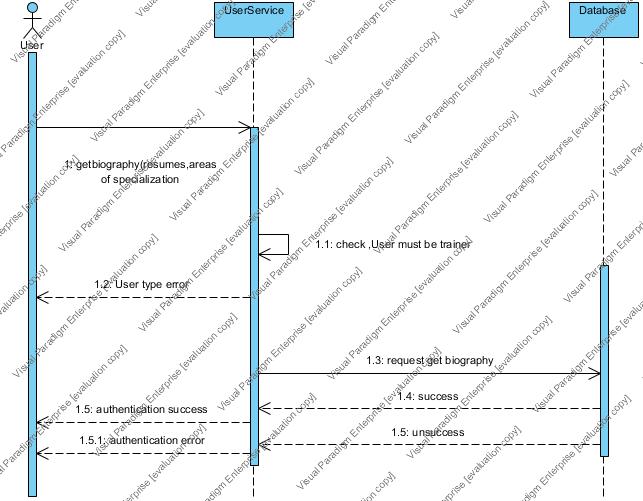 UserService
Database
User
1: getbiography(resumes,areas
of specialization
1.1: check ,User must be trainer
1.2: User type error
1.3: request get biography
1.4: success
1.5: authentication success
1.5: unsuccess
1.5.1: authentication error
Visual Paradigm Enterprise [evaluation copy]